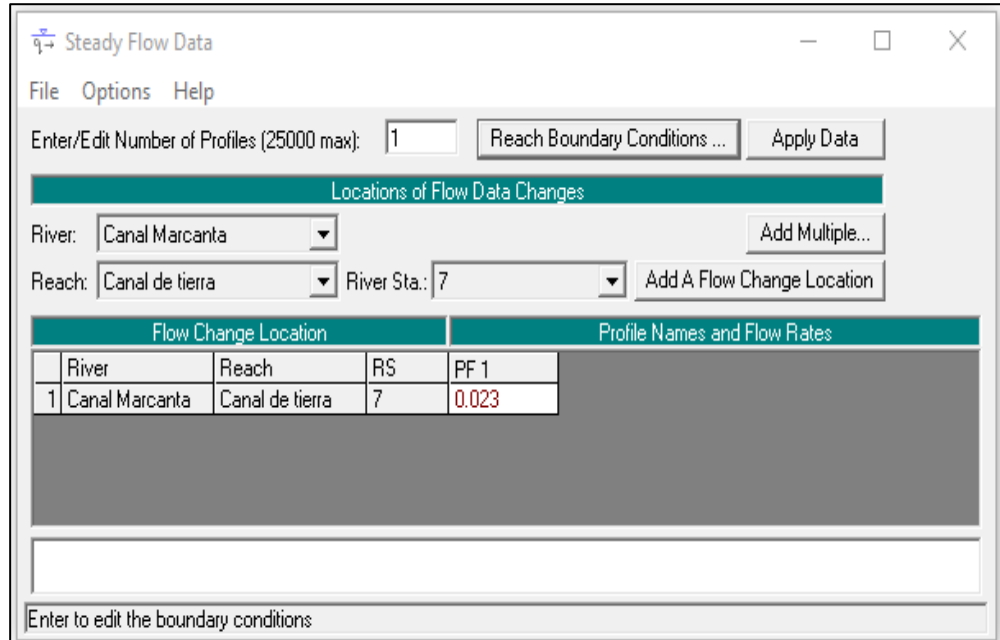 Steady Flow Data
File Options Help
Enter/Edit Number of Profiles (25000 max): 1 Reach Boundary Conditions ... Apply Data
Locations of Flow Data Changes
River: Canal Marcanta Add Multiple...
Reach: Canal de tierra River Sta.: 7 Add A Flow Change Location
Flow Change Location Profile Names and Flow Rates
River Reach RS PF 1
1 Canal Marcanta Canal de tierra 7 0.023
Enter to edit the boundary conditions